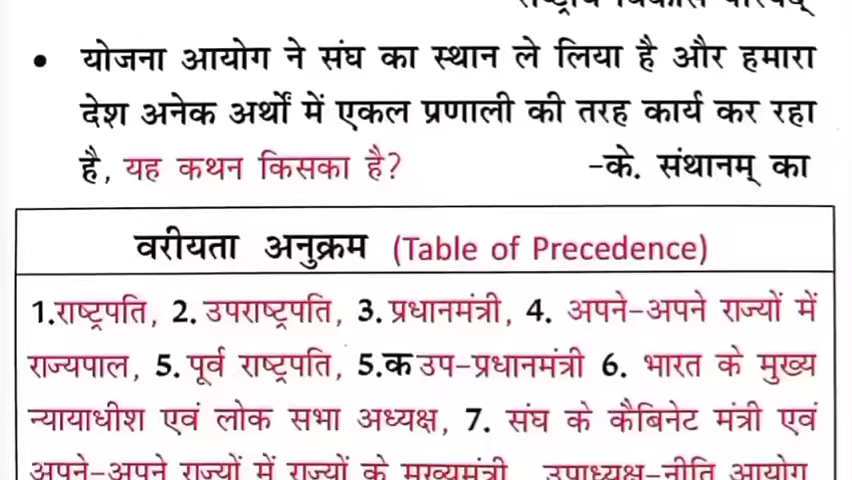 राष्ट्रीय विकास परिषद्
• योजना आयोग ने संघ का स्थान ले लिया है और हमारा
देश अनेक अर्थों में एकल प्रणाली की तरह कार्य कर रहा
है, यह कथन किसका है? -के. संथानम् का
वरीयता अनुक्रम (Table of Precedence)
1.राष्ट्रपति, 2. उपराष्ट्रपति, 3. प्रधानमंत्री, 4. अपने-अपने राज्यों में
राज्यपाल, 5. पूर्व राष्ट्रपति, 5.क उप-प्रधानमंत्री 6. भारत के मुख्य
न्यायाधीश एवं लोक सभा अध्यक्ष, 7. संघ के कैबिनेट मंत्री एवं
अपने-अपने राज्यों में राज्यों के मुख्यमंत्री, उपाध्यक्ष-नीति आयोग,